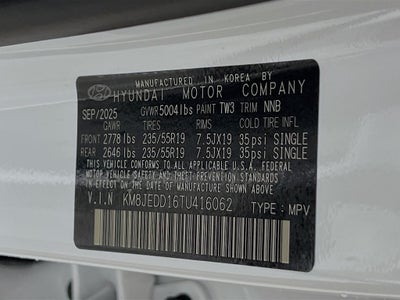 MANUFACTURED IN KOREA BY
HYUNDAI MOTOR COMPANY
SEP/2025 GVWR 5004lbs PAINT TW3 TRIM NNB
GAWR TIRES RIMS COLD TIRE INFL
FRONT 2778 lbs 235/55R19 7.5JX19 35psi SINGLE
REAR 2646 lbs 235/55R19 7.5JX19 35psi SINGLE
THIS VEHICLE CONFORMS TO ALL APPLICABLE U.S.A. FEDERAL
MOTOR VEHICLE SAFETY AND THEFT PREVENTION STANDARDS
IN EFFECT ON THE DATE OF MANUFACTURE SHOWN ABOVE.
V.I.N KM8JEDD16TU416062 TYPE: MPV